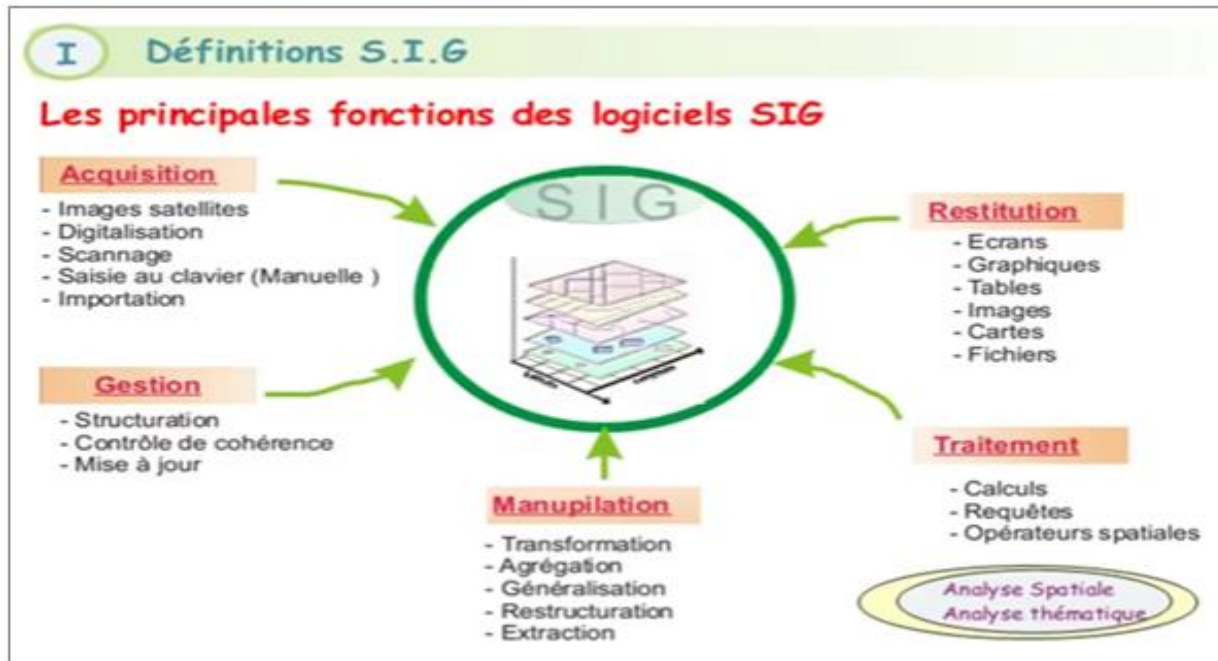 I
Définitions S.I.G
Les principales fonctions des logiciels SIG
Acquisition
- Images satellites
- Digitalisation
- Scannage
- Saisie au clavier (Manuelle )
- Importation
Gestion
- Structuration
- Contrôle de cohérence
- Mise à jour
SIG
Manupilation
- Transformation
- Agrégation
- Généralisation
- Restructuration
- Extraction
Restitution
- Ecrans
- Graphiques
- Tables
- Images
- Cartes
- Fichiers
Traitement
- Calculs
- Requêtes
- Opérateurs spatiales
Analyse Spatiale
Analyse thématique